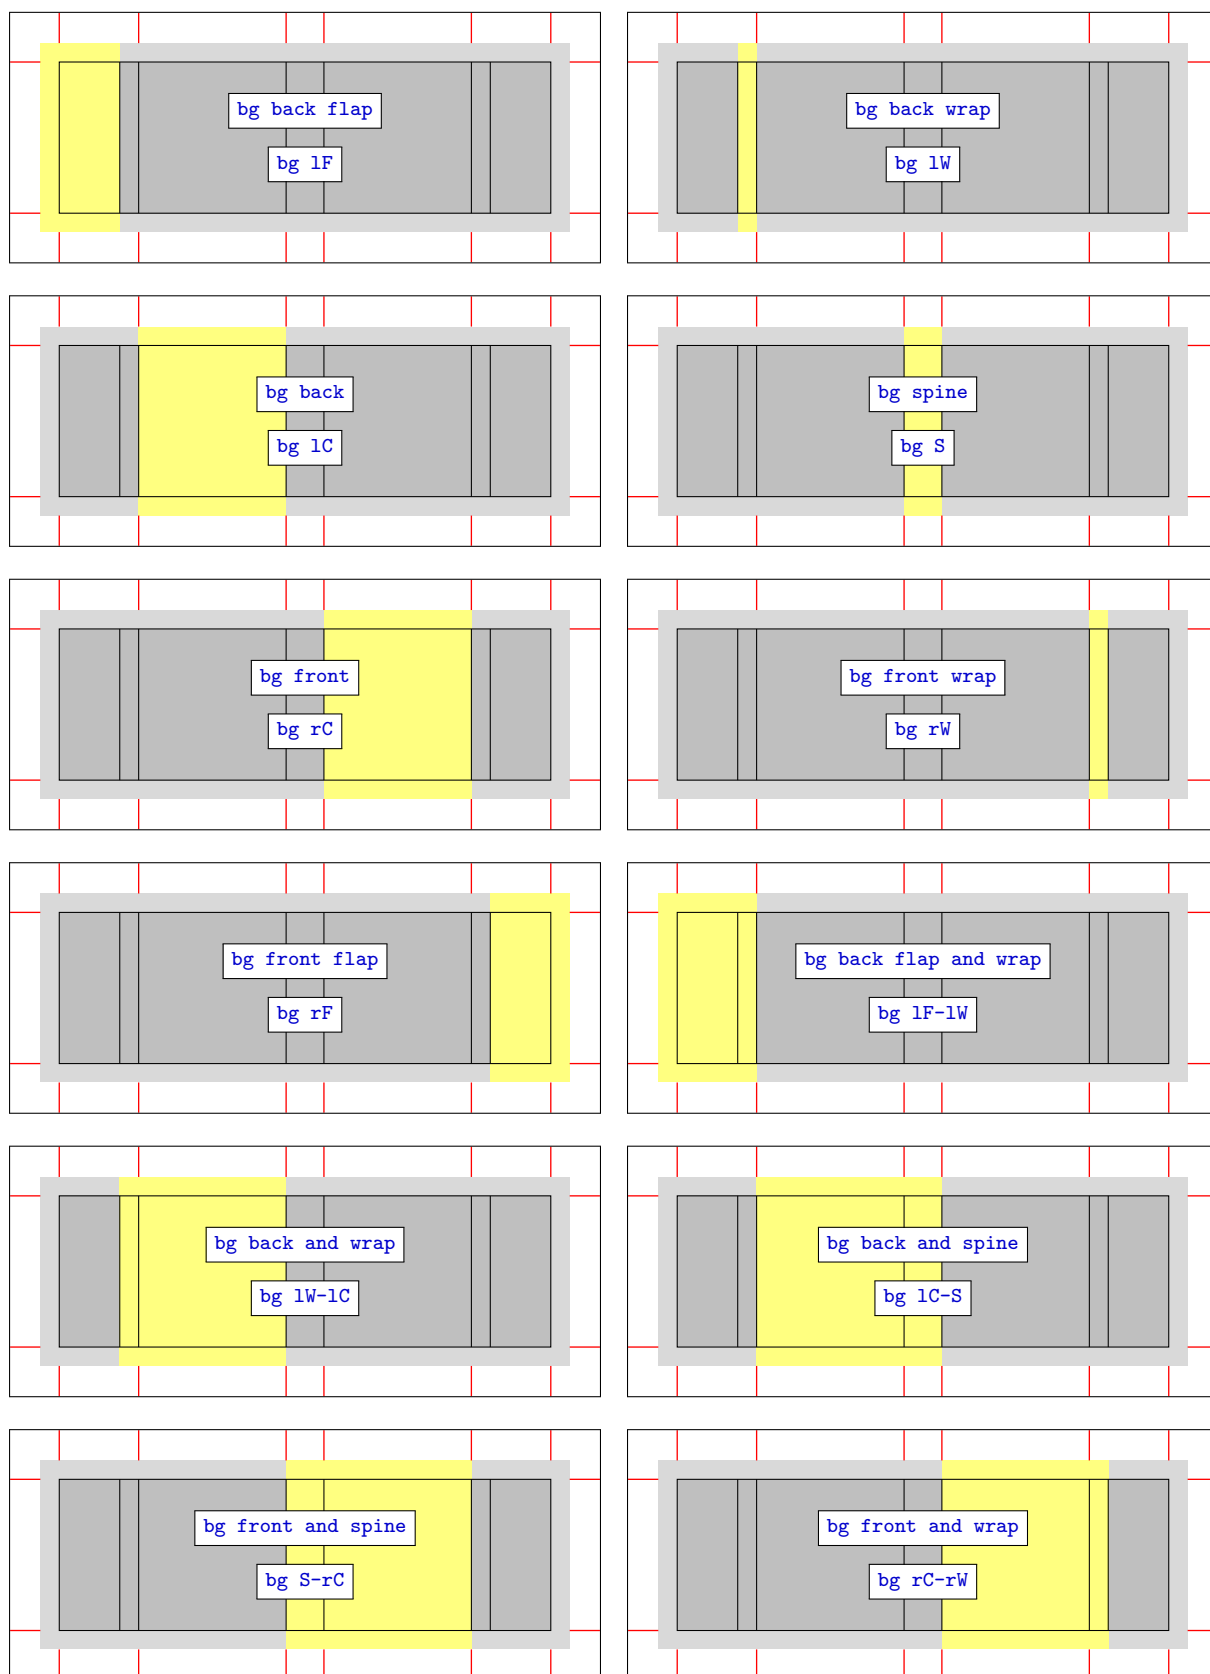 bg back flap
bg lF
bg back wrap
bg lW
bg back
bg lC
bg spine
bg S
bg front
bg rC
bg front wrap
bg rW
bg front flap
bg rF
bg back flap and wrap
bg lF-lW
bg back and wrap
bg lW-lC
bg back and spine
bg lC-S
bg front and spine
bg S-rC
bg front and wrap
bg rC-rW